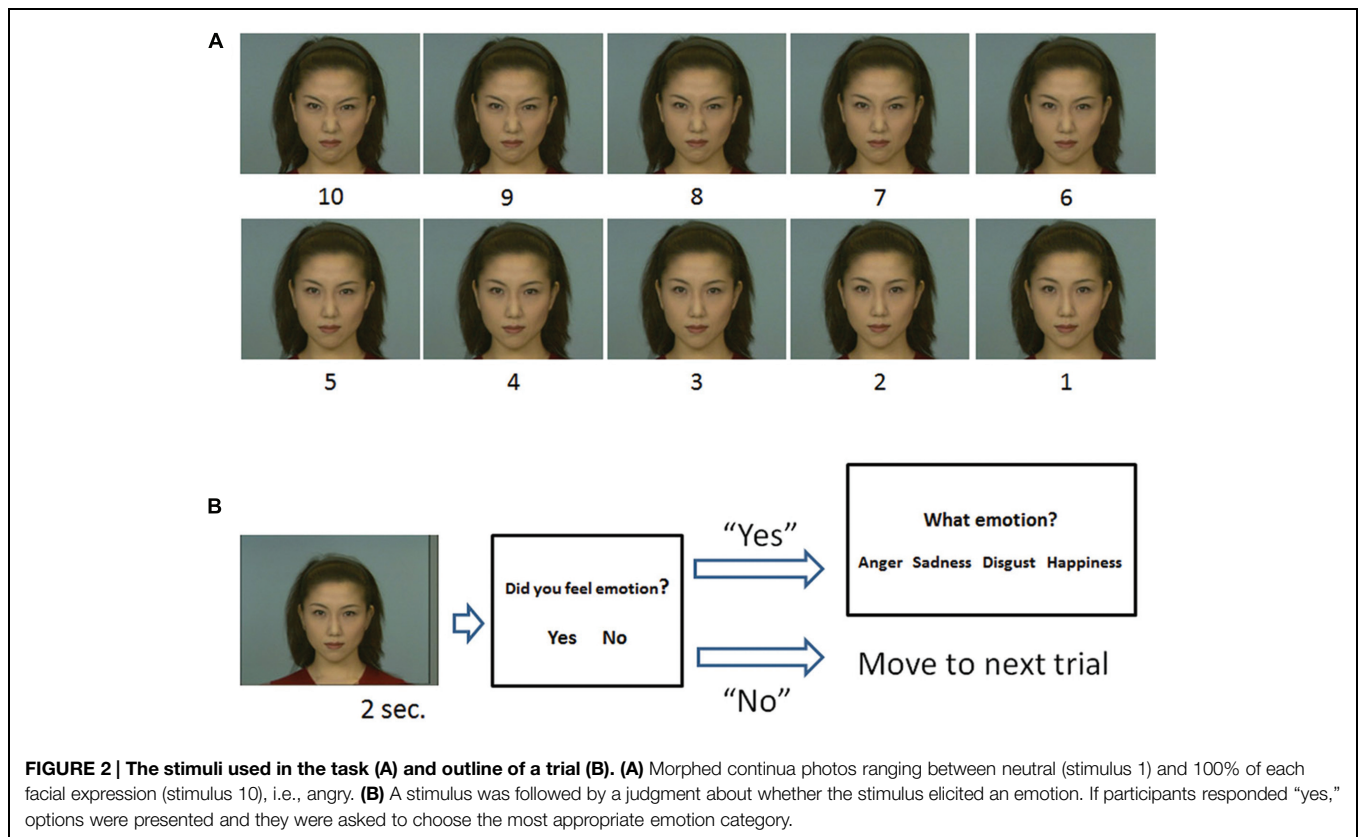 A
10 9 8 7 6
5 4 3 2 1
B
2 sec.
Did you feel emotion?
Yes No
“Yes”
“No”
What emotion?
Anger Sadness Disgust Happiness
Move to next trial
FIGURE 2 | The stimuli used in the task (A) and outline of a trial (B). (A) Morphed continua photos ranging between neutral (stimulus 1) and 100% of each
facial expression (stimulus 10), i.e., angry. (B) A stimulus was followed by a judgment about whether the stimulus elicited an emotion. If participants responded “yes,”
options were presented and they were asked to choose the most appropriate emotion category.